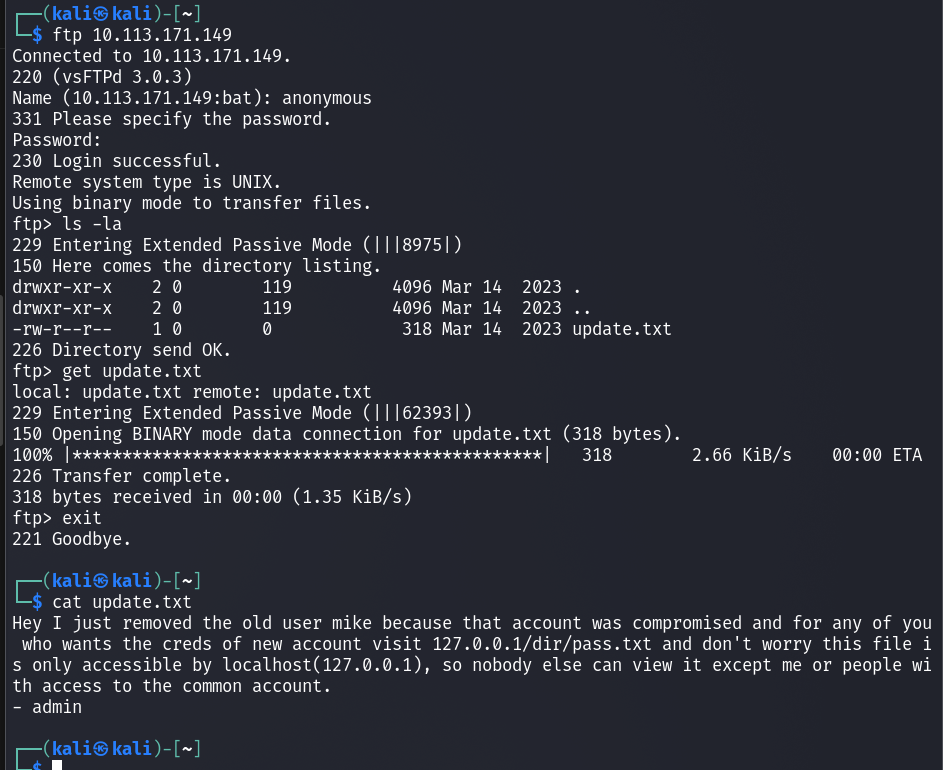 ┌──(kali㉿kali)-[~]
└─$ ftp 10.113.171.149
Connected to 10.113.171.149.
220 (vsFTPd 3.0.3)
Name (10.113.171.149:bat): anonymous
331 Please specify the password.
Password:
230 Login successful.
Remote system type is UNIX.
Using binary mode to transfer files.
ftp> ls -la
229 Entering Extended Passive Mode (|||8975|)
150 Here comes the directory listing.
drwxr-xr-x    2 0        119          4096 Mar 14  2023 .
drwxr-xr-x    2 0        119          4096 Mar 14  2023 ..
-rw-r--r--    1 0        0             318 Mar 14  2023 update.txt
226 Directory send OK.
ftp> get update.txt
local: update.txt remote: update.txt
229 Entering Extended Passive Mode (|||62393|)
150 Opening BINARY mode data connection for update.txt (318 bytes).
100% |***********************************************|   318        2.66 KiB/s    00:00 ETA
226 Transfer complete.
318 bytes received in 00:00 (1.35 KiB/s)
ftp> exit
221 Goodbye.
┌──(kali㉿kali)-[~]
└─$ cat update.txt
Hey I just removed the old user mike because that account was compromised and for any of you
 who wants the creds of new account visit 127.0.0.1/dir/pass.txt and don't worry this file i
s only accessible by localhost(127.0.0.1), so nobody else can view it except me or people wi
th access to the common account.
- admin
┌──(kali㉿kali)-[~]
└─$